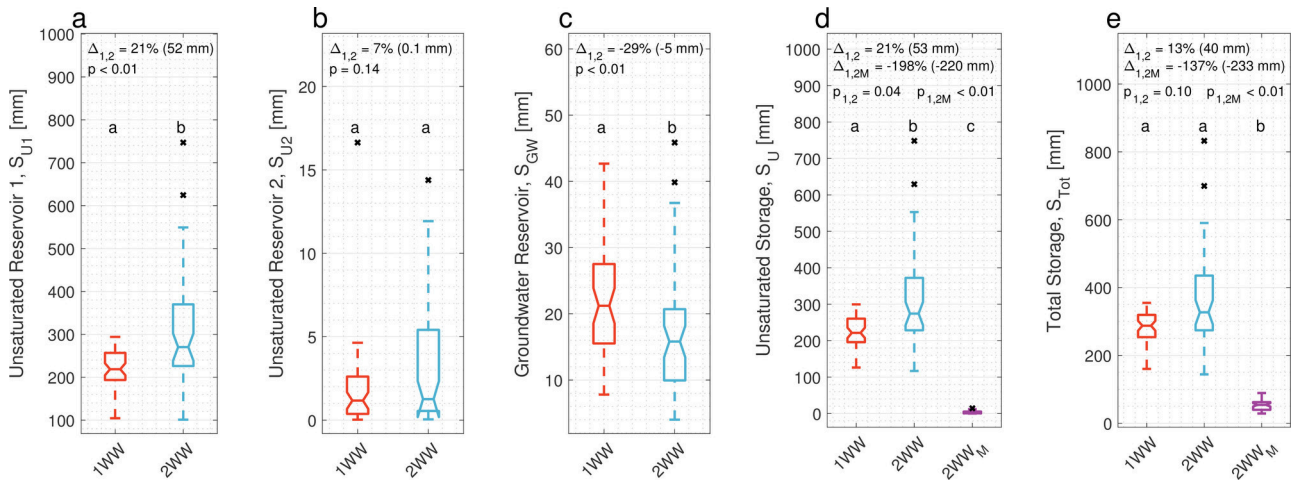 a
Δ1,2 = 21% (52 mm)
p < 0.01
a b
Unsaturated Reservoir 1, SU1 [mm]
1000
900
800
700
600
500
400
300
200
100
1WW 2WW
b
Δ1,2 = 7% (0.1 mm)
p = 0.14
a a
Unsaturated Reservoir 2, SU2 [mm]
20
15
10
5
0
1WW 2WW
c
Δ1,2 = -29% (-5 mm)
p < 0.01
a b
Groundwater Reservoir, SGW [mm]
60
50
40
30
20
10
1WW 2WW
d
Δ1,2 = 21% (53 mm)
Δ1,2M = -198% (-220 mm)
p1,2 = 0.04 p1,2M < 0.01
a b c
Unsaturated Storage, SU [mm]
1000
900
800
700
600
500
400
300
200
100
0
1WW 2WW 2WWM
e
Δ1,2 = 13% (40 mm)
Δ1,2M = -137% (-233 mm)
p1,2 = 0.10 p1,2M < 0.01
a a b
Total Storage, STot [mm]
1000
800
600
400
200
0
1WW 2WW 2WWM